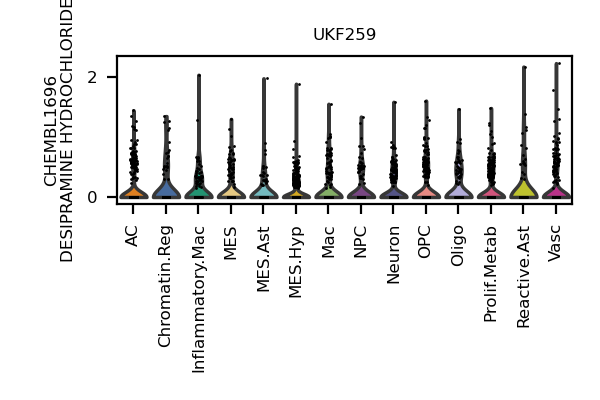 UKF259
CHEMBL1696
DESIPRAMINE HYDROCHLORIDE
2
0
AC
Chromatin.Reg
Inflammatory.Mac
MES
MES.Ast
MES.Hyp
Mac
NPC
Neuron
OPC
Oligo
Prolif.Metab
Reactive.Ast
Vasc